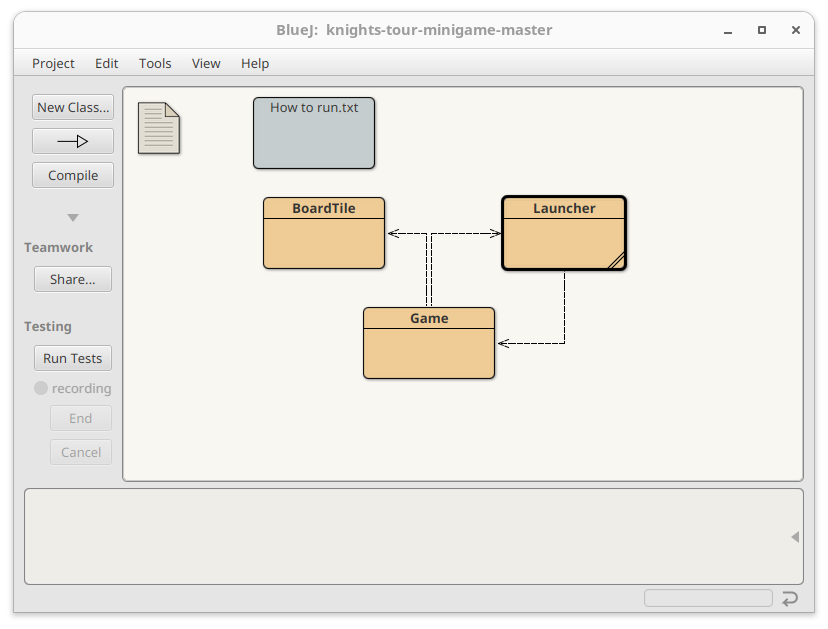 BlueJ: knights-tour-minigame-master
Project Edit Tools View Help
New Class...
How to run.txt
Compile
BoardTile
Launcher
Teamwork
Share...
Game
Testing
Run Tests
recording
End
Cancel